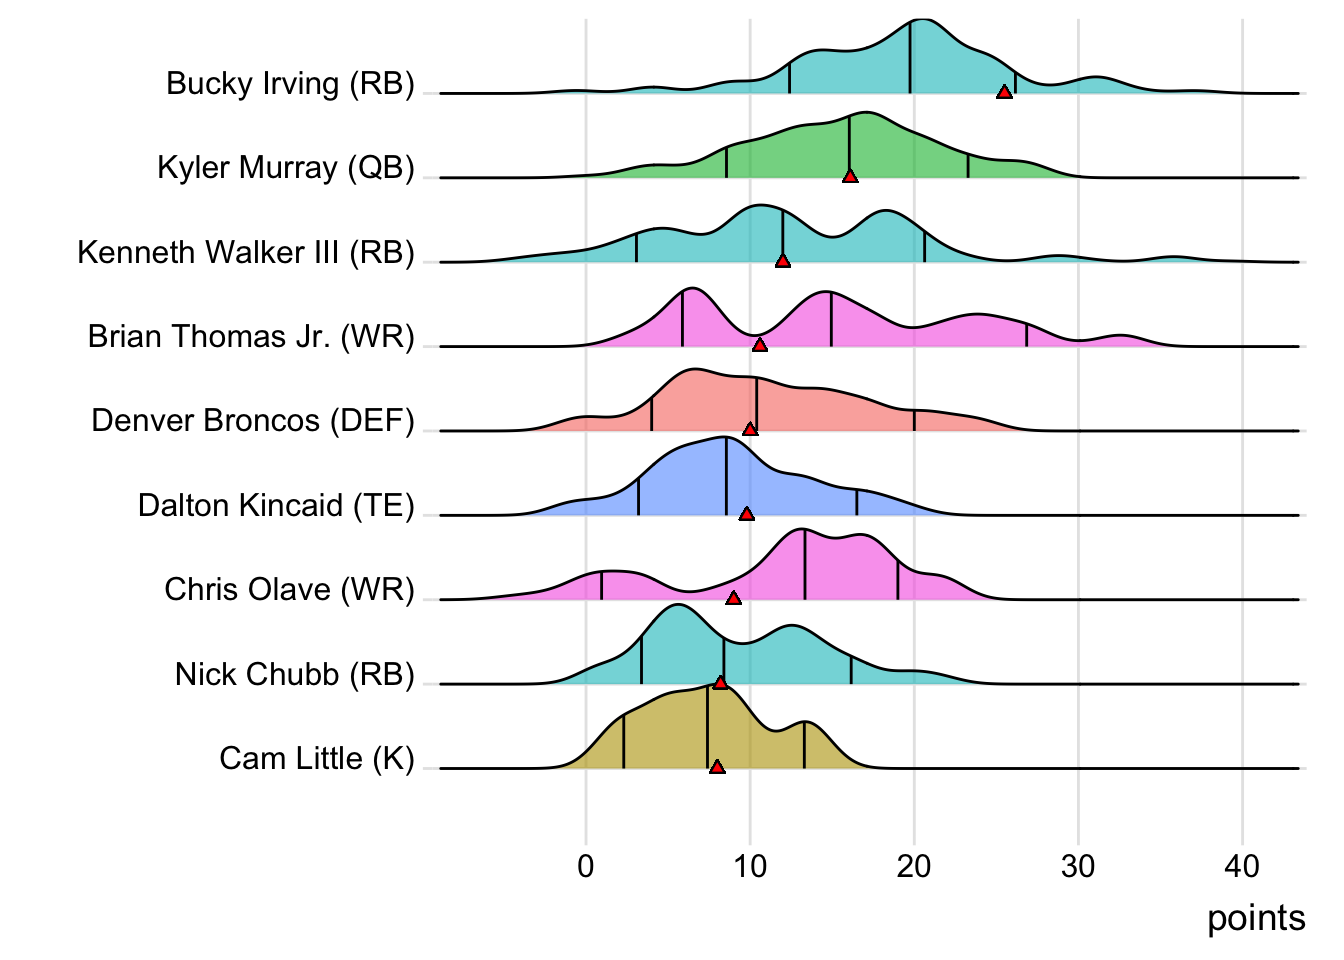 Bucky Irving (RB)
Kyler Murray (QB)
Kenneth Walker III (RB)
Brian Thomas Jr. (WR)
Denver Broncos (DEF)
Dalton Kincaid (TE)
Chris Olave (WR)
Nick Chubb (RB)
Cam Little (K)
0 10 20 30 40
points